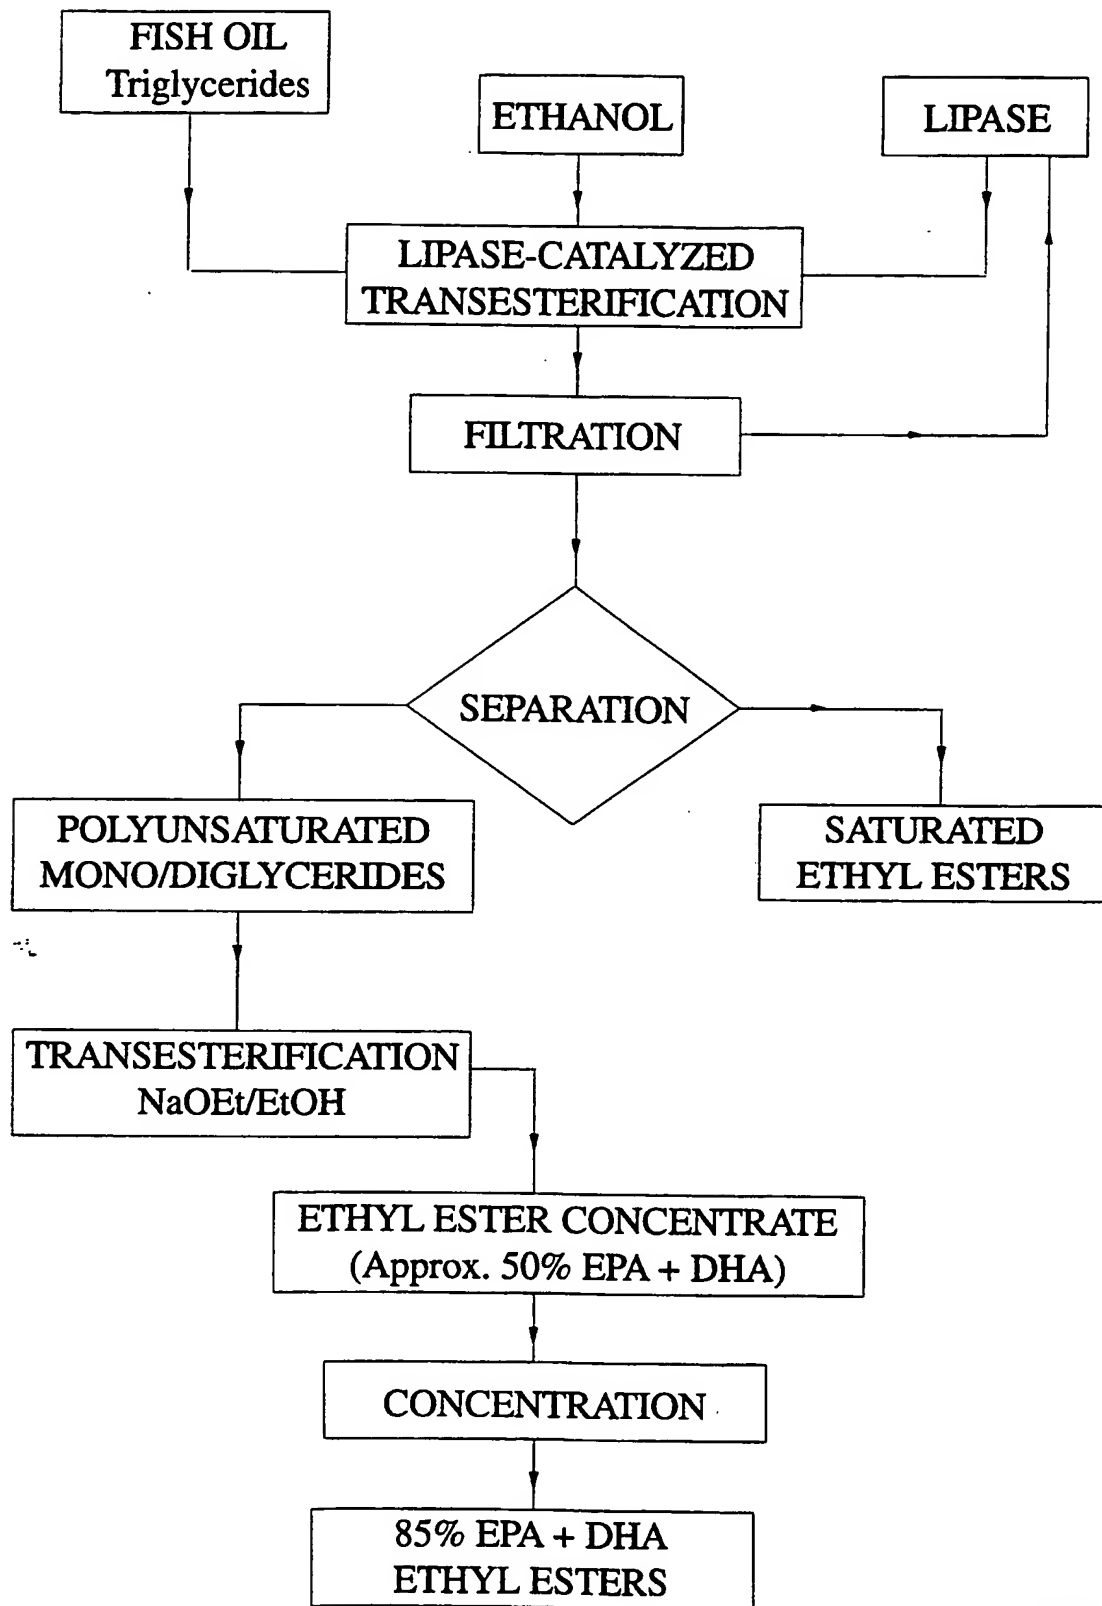 FISH OIL
Triglycerides
ETHANOL
LIPASE
LIPASE-CATALYZED
TRANSESTERIFICATION
FILTRATION
SEPARATION
POLYUNSATURATED
MONO/DIGLYCERIDES
SATURATED
ETHYL ESTERS
TRANSESTERIFICATION
NaOEt/EtOH
ETHYL ESTER CONCENTRATE
(Approx. 50% EPA + DHA)
CONCENTRATION
85% EPA + DHA
ETHYL ESTERS